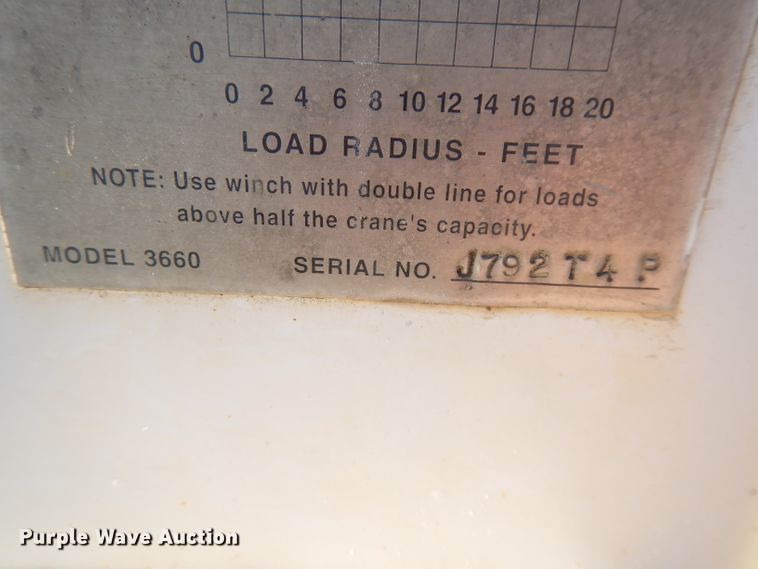 0
0 2 4 6 8 10 12 14 16 18 20
LOAD RADIUS - FEET
NOTE: Use winch with double line for loads
above half the crane's capacity.
MODEL 3660 SERIAL NO. J792T4P
Purple Wave Auction